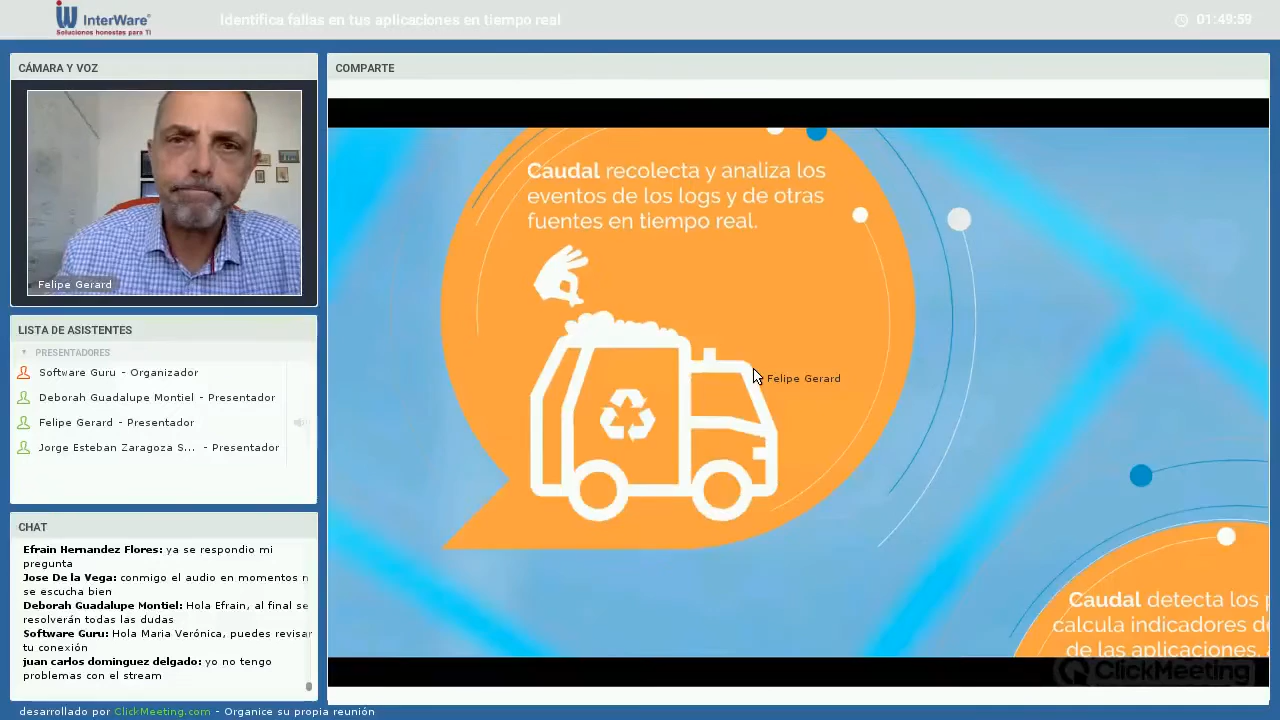 InterWare
Soluciones honestas para TI
Identifica fallas en tus aplicaciones en tiempo real
01:49:59
CÁMARA Y VOZ
Felipe Gerard
LISTA DE ASISTENTES
PRESENTADORES
Software Guru - Organizador
Deborah Guadalupe Montiel - Presentador
Felipe Gerard - Presentador
Jorge Esteban Zaragoza S... - Presentador
CHAT
Efrain Hernandez Flores: ya se respondio mi
pregunta
Jose De la Vega: conmigo el audio en momentos
se escucha bien
Deborah Guadalupe Montiel: Hola Efrain, al final se
resolverán todas las dudas
Software Guru: Hola Maria Verónica, puedes revisar
tu conexión
juan carlos dominguez delgado: yo no tengo
problemas con el stream
COMPARTE
Caudal recolecta y analiza los
eventos de los logs y de otras
fuentes en tiempo real.
Felipe Gerard
Caudal detecta los
calcula indicadores
de las aplicaciones,
ClickMeeting
desarrollado por ClickMeeting.com - Organice su propia reunión